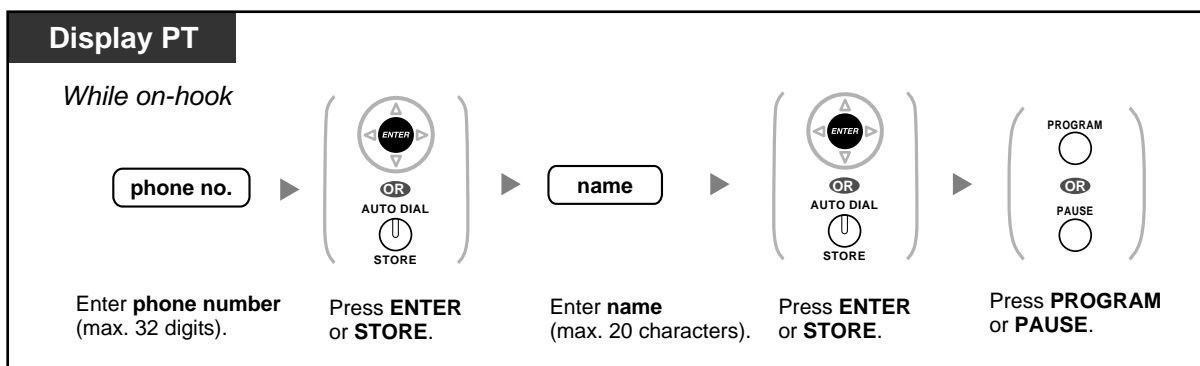 Display PT
While on-hook
phone no.
ENTER
OR
AUTO DIAL
STORE
name
ENTER
OR
AUTO DIAL
STORE
PROGRAM
OR
PAUSE
Enter phone number
(max. 32 digits).
Press ENTER
or STORE.
Enter name
(max. 20 characters).
Press ENTER
or STORE.
Press PROGRAM
or PAUSE.